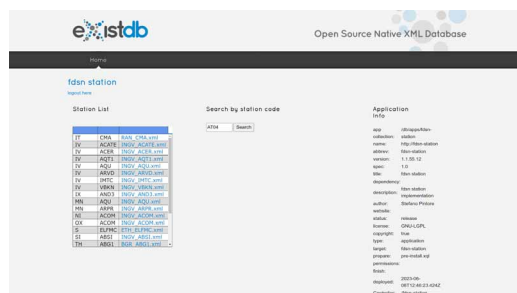 eXistdb
Open Source Native XML Database
Home
fdsn station
logout here
Station List
IT CMA RAN_CMA.xml
IV ACATE INGV_ACATE.xml
IV ACER INGV_ACER.xml
IV AQT1 INGV_AQT1.xml
IV AQU INGV_AQU.xml
IV ARVD INGV_ARVD.xml
IV IMTC INGV_IMTC.xml
IV VBKN INGV_VBKN.xml
IX AND3 INGV_AND3.xml
MN AQU INGV_AQU.xml
MN ARPR INGV_ARPR.xml
NI ACOM INGV_ACOM.xml
OX ACOM INGV_ACOM.xml
S ELFMC ETH_ELFMC.xml
SI ABSI INGV_ABSI.xml
TH ABG1 BGR_ABG1.xml
Search by station code
AT04 Search
Application
Info
app /db/apps/fdsn-
collection: station
name: http://fdsn-station
abbrev: fdsn-station
version: 1.1.55.12
spec: 1.0
title: fdsn-station
dependency:
description: fdsn station
implementation
author: Stefano Pintore
website:
status: release
license: GNU-LGPL
copyright: true
type: application
target: fdsn-station
prepare: pre-install.xql
permissions:
finish:
deployed: 2023-06-